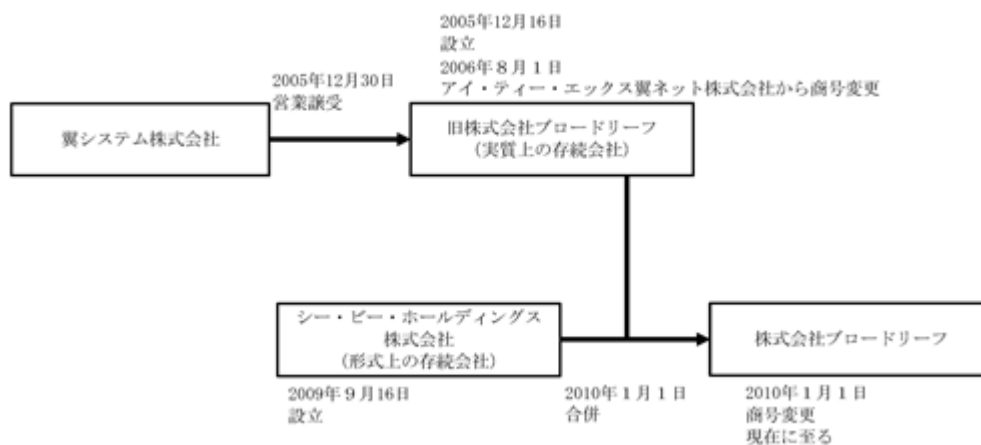 2005年12月16日
設立
2006年８月１日
アイ・ティー・エックス翼ネット株式会社から商号変更
2005年12月30日
営業譲受
翼システム株式会社
旧株式会社ブロードリーフ
（実質上の存続会社）
シー・ビー・ホールディングス
株式会社
（形式上の存続会社）
株式会社ブロードリーフ
2009年９月16日
設立
2010年１月１日
合併
2010年１月１日
商号変更
現在に至る